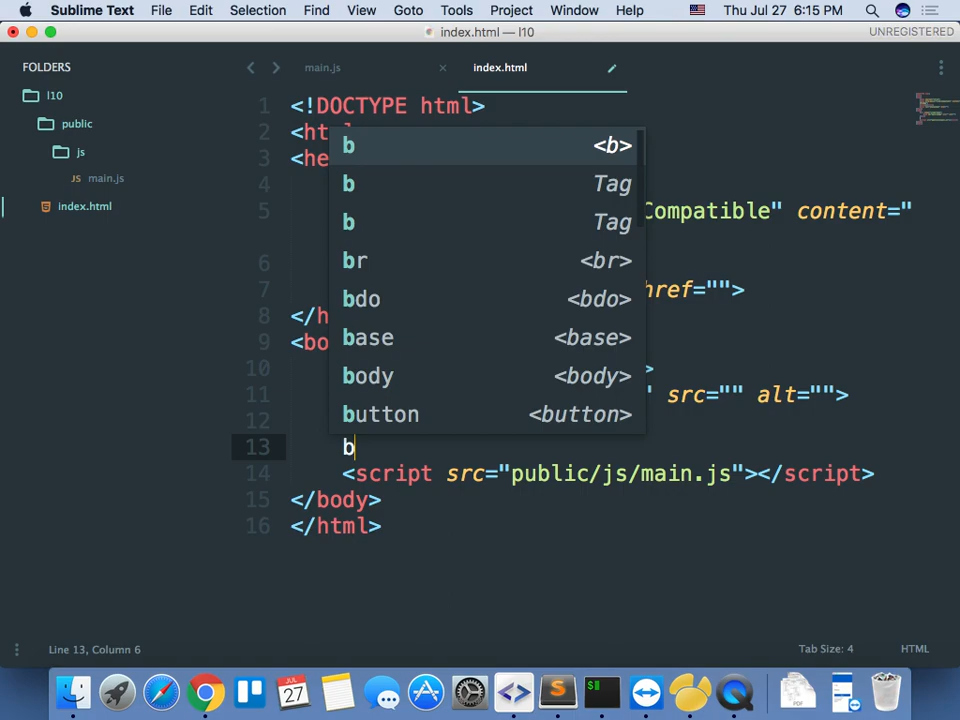 Sublime Text File Edit Selection Find View Goto Tools Project Window Help Thu Jul 27 6:15 PM
index.html — l10 UNREGISTERED
FOLDERS
l10
public
js
JS main.js
index.html
main.js × index.html
1 <!DOCTYPE html>
2 <ht
3 <he
4
5 Compatible" content="
6
7 href="">
8 </h
9 <bo
10 >
11 " src="" alt="">
12
13 b
14 <script src="public/js/main.js"></script>
15 </body>
16 </html>
b <b>
b Tag
b Tag
br <br>
bdo <bdo>
base <base>
body <body>
button <button>
Line 13, Column 6 Tab Size: 4 HTML
JUL
27
PDF